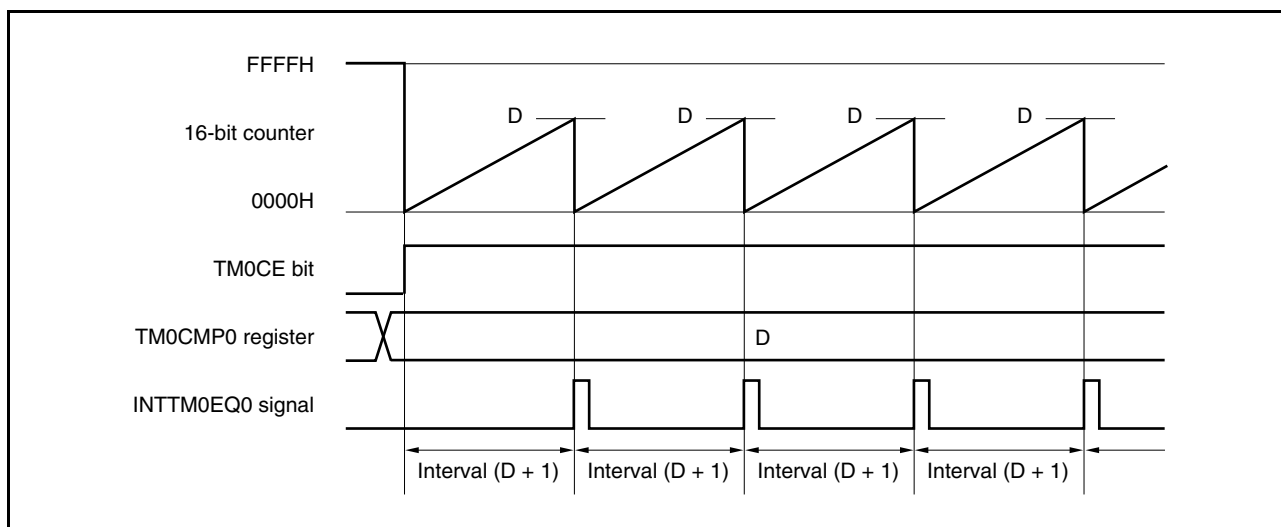 FFFFH
D D D D
16-bit counter
0000H
TM0CE bit
TM0CMP0 register
D
INTTM0EQ0 signal
Interval (D + 1) Interval (D + 1) Interval (D + 1) Interval (D + 1)